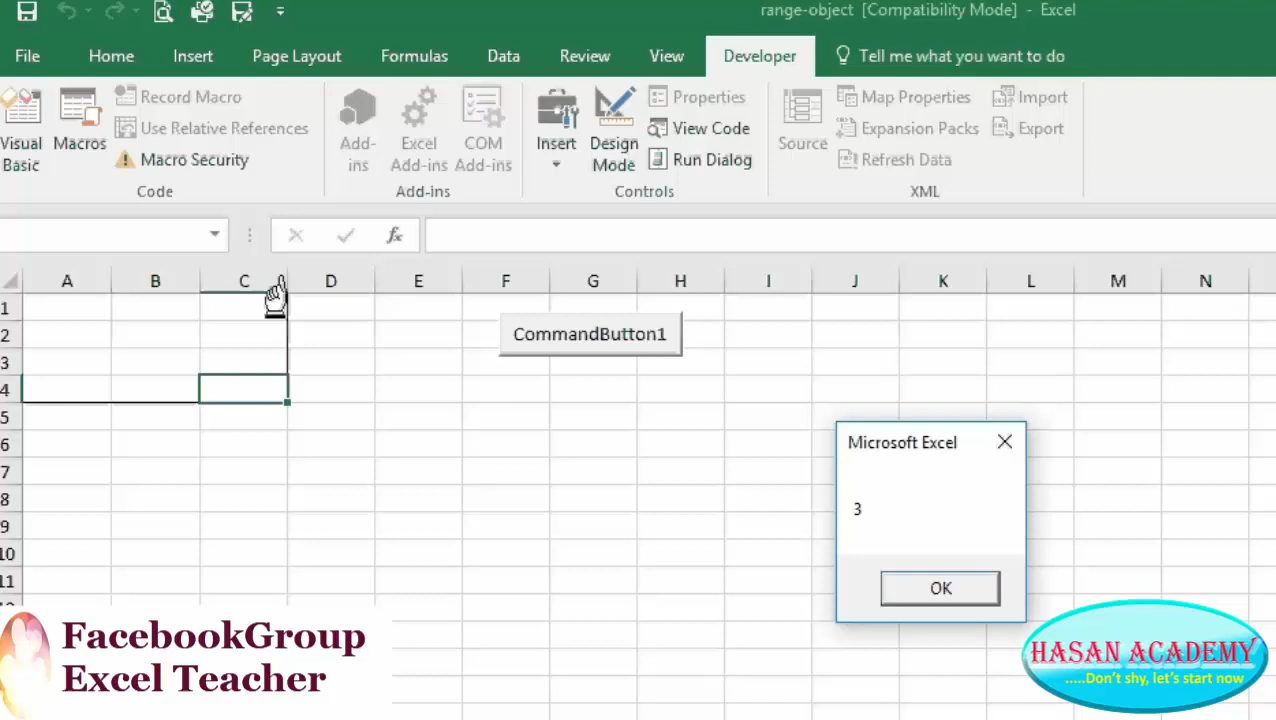 range-object [Compatibility Mode] - Excel
File Home Insert Page Layout Formulas Data Review View Developer Tell me what you want to do
Visual Basic
Macros
Record Macro
Use Relative References
Macro Security
Code
Add-ins
Excel Add-ins
COM Add-ins
Add-ins
Insert
Design Mode
Properties
View Code
Run Dialog
Controls
Source
Map Properties
Expansion Packs
Refresh Data
Import
Export
XML
fx
A B C D E F G H I J K L M N
1
2
3
4
5
6
7
8
9
10
11
CommandButton1
Microsoft Excel
3
OK
FacebookGroup
Excel Teacher
HASAN ACADEMY
.....Don't shy, let's start now